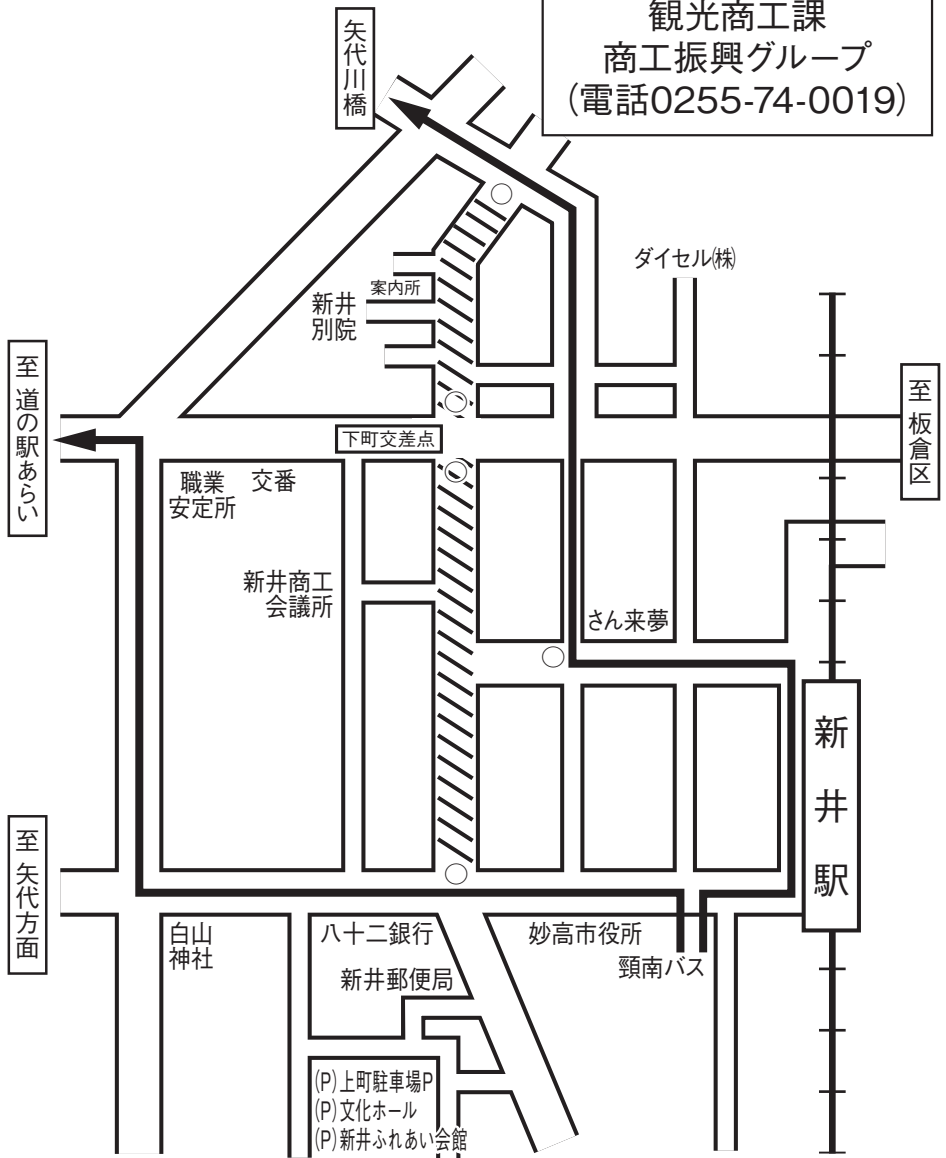 観光商工課
商工振興グループ
(電話0255-74-0019)
矢代川橋
ダイセル㈱
案内所
新井
別院
至 道の駅あらい
至 板倉区
下町交差点
職業
安定所
交番
新井商工
会議所
さん来夢
新井駅
至 矢代方面
白山
神社
八十二銀行
妙高市役所
新井郵便局
頸南バス
(P)上町駐車場P
(P)文化ホール
(P)新井ふれあい会館